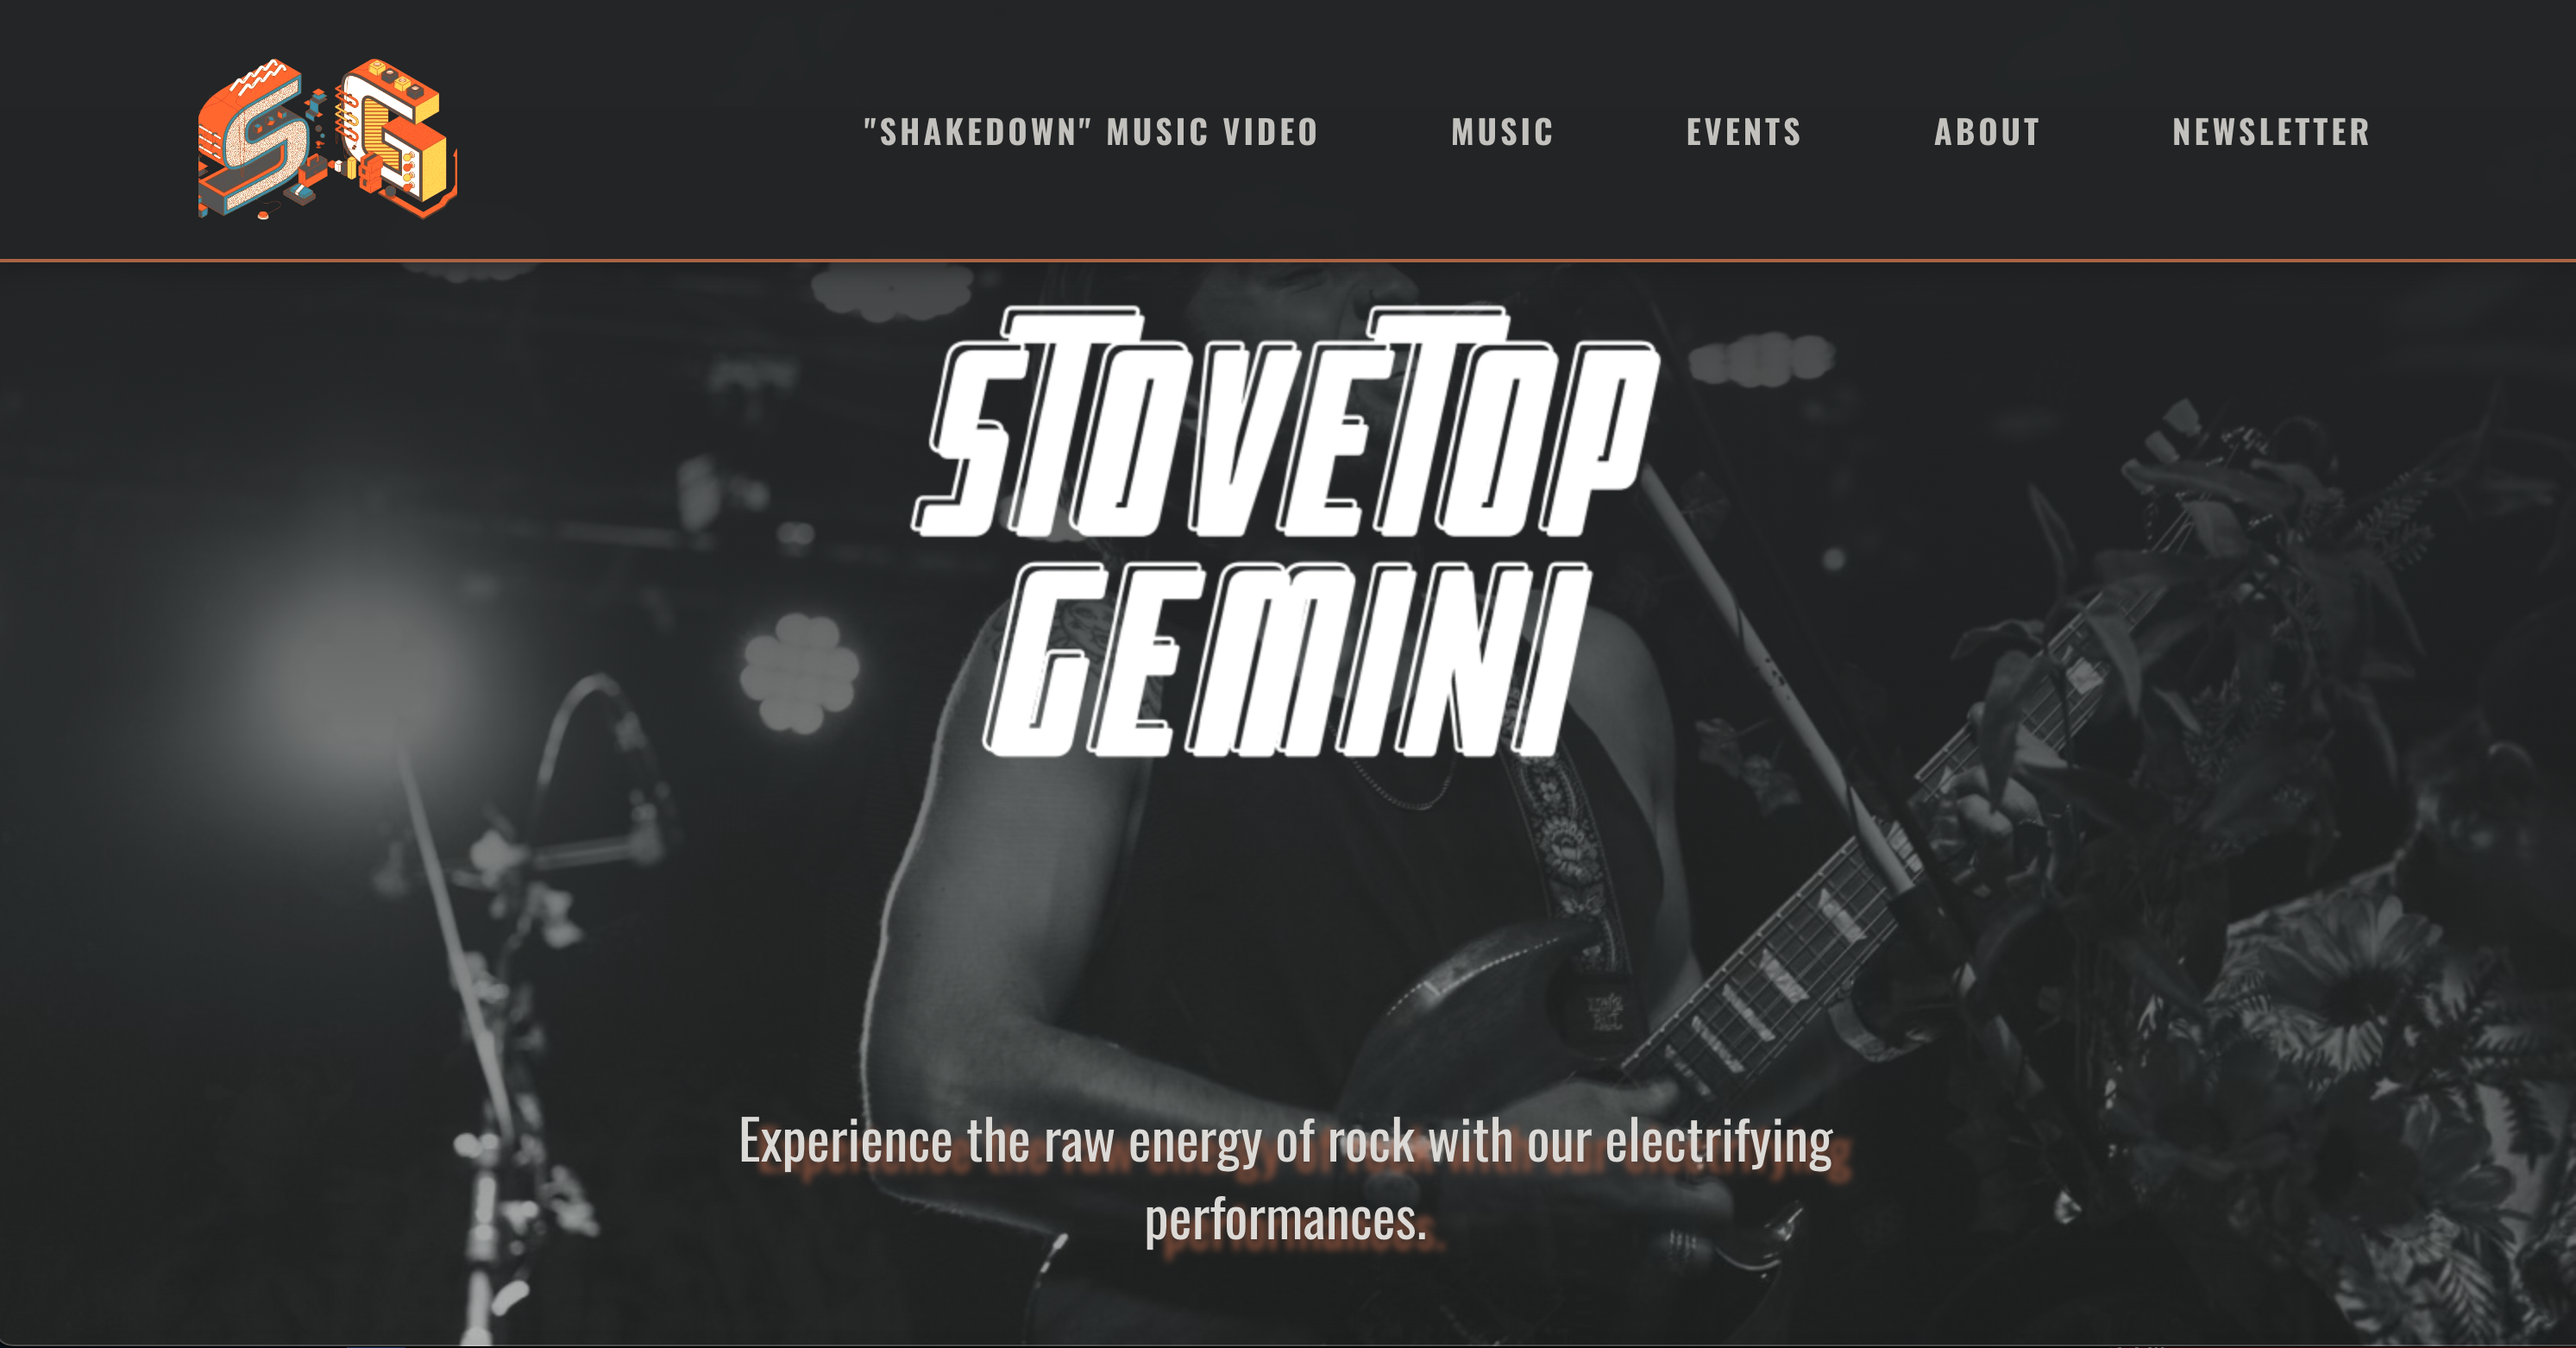 SG
"SHAKEDOWN" MUSIC VIDEO MUSIC EVENTS ABOUT NEWSLETTER
STOVETOP
GEMINI
Experience the raw energy of rock with our electrifying
performances.